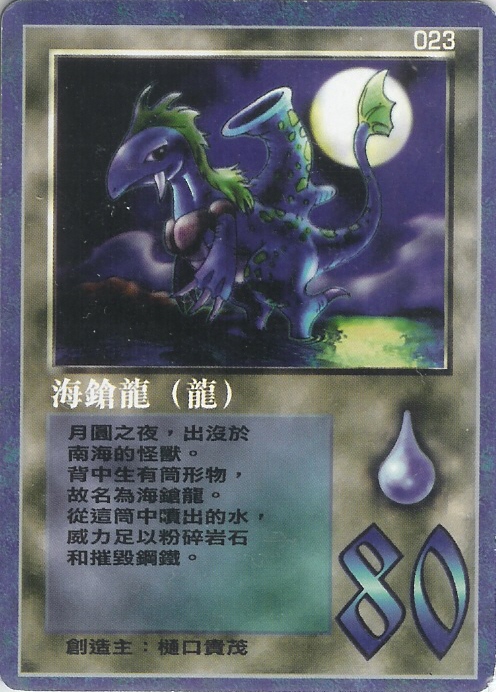 023
海鎗龍（龍）
月圓之夜，出沒於
南海的怪獸。
背中生有筒形物，
故名為海鎗龍。
從這筒中噴出的水，
威力足以粉碎岩石
和摧毀鋼鐵。
80
創造主：樋口貴茂